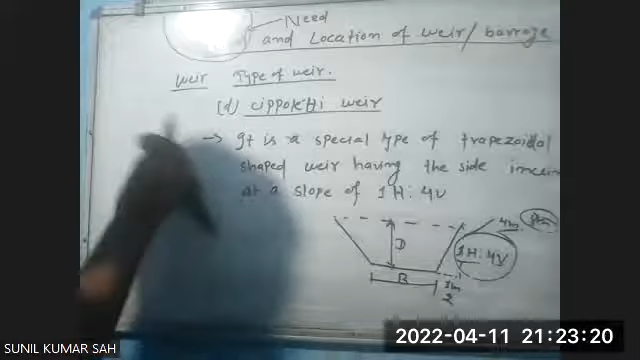 Need
and Location of weir/barrage
weir Type of weir.
(d) cippoletti weir
→ It is a special type of trapezoidal
shaped weir having the side
at a slope of 1H:4V
4m
D
1H:4V
B
1m
SUNIL KUMAR SAH
2022-04-11 21:23:20